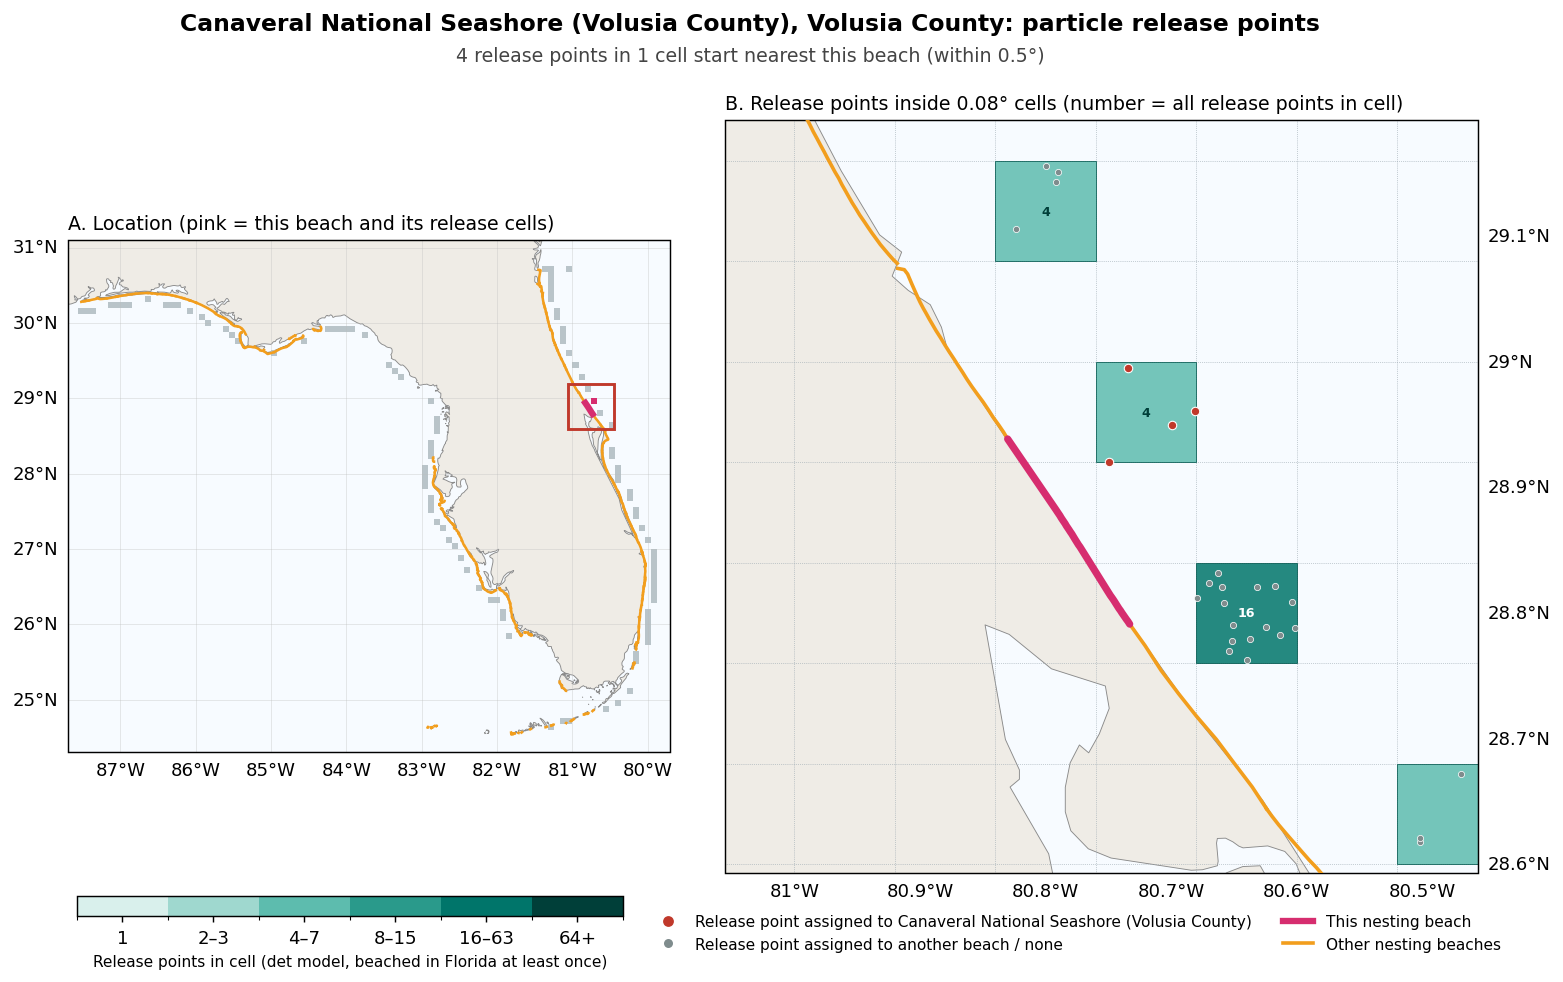 Canaveral National Seashore (Volusia County), Volusia County: particle release points
4 release points in 1 cell start nearest this beach (within 0.5°)
A. Location (pink = this beach and its release cells)
31°N
30°N
29°N
28°N
27°N
26°N
25°N
87°W 86°W 85°W 84°W 83°W 82°W 81°W 80°W
B. Release points inside 0.08° cells (number = all release points in cell)
4
4
16
29.1°N
29°N
28.9°N
28.8°N
28.7°N
28.6°N
81°W 80.9°W 80.8°W 80.7°W 80.6°W 80.5°W
1 2–3 4–7 8–15 16–63 64+
Release points in cell (det model, beached in Florida at least once)
Release point assigned to Canaveral National Seashore (Volusia County)
Release point assigned to another beach / none
This nesting beach
Other nesting beaches